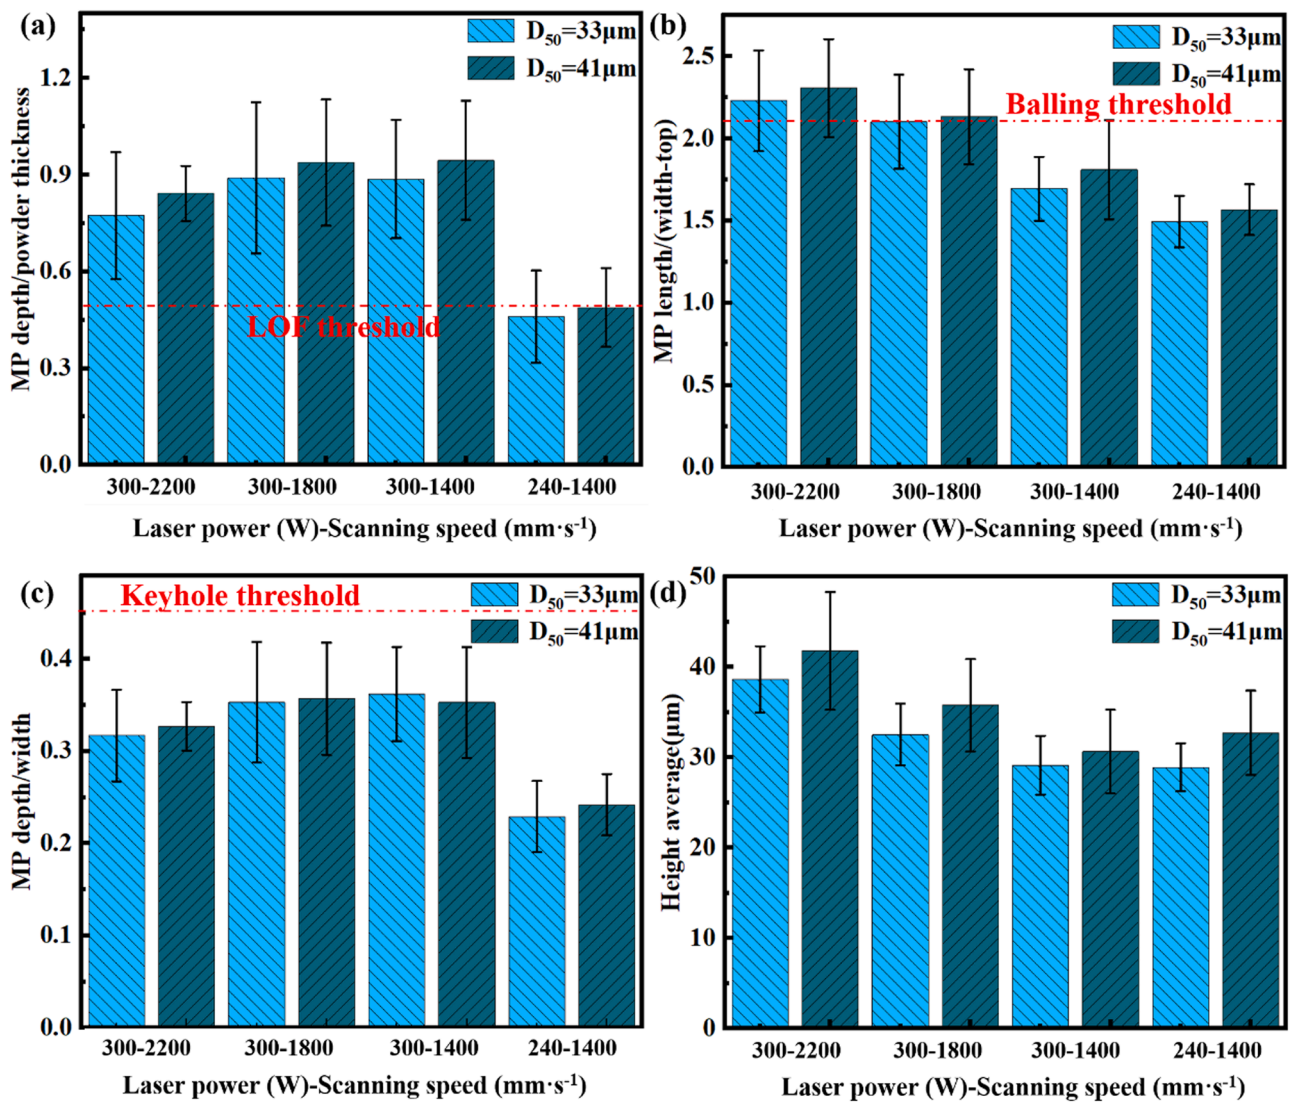 (a)
D50=33μm
D50=41μm
1.2
0.9
0.6
0.3
0.0
MP depth/powder thickness
LOF threshold
300-2200 300-1800 300-1400 240-1400
Laser power (W)-Scanning speed (mm·s-1)
(b)
D50=33μm
D50=41μm
2.5
2.0
1.5
1.0
0.5
0.0
MP length/(width-top)
Balling threshold
300-2200 300-1800 300-1400 240-1400
Laser power (W)-Scanning speed (mm·s-1)
(c)
Keyhole threshold
D50=33μm
D50=41μm
0.4
0.3
0.2
0.1
0.0
MP depth/width
300-2200 300-1800 300-1400 240-1400
Laser power (W)-Scanning speed (mm·s-1)
(d)
D50=33μm
D50=41μm
50
40
30
20
10
0
Height average(μm)
300-2200 300-1800 300-1400 240-1400
Laser power (W)-Scanning speed (mm·s-1)